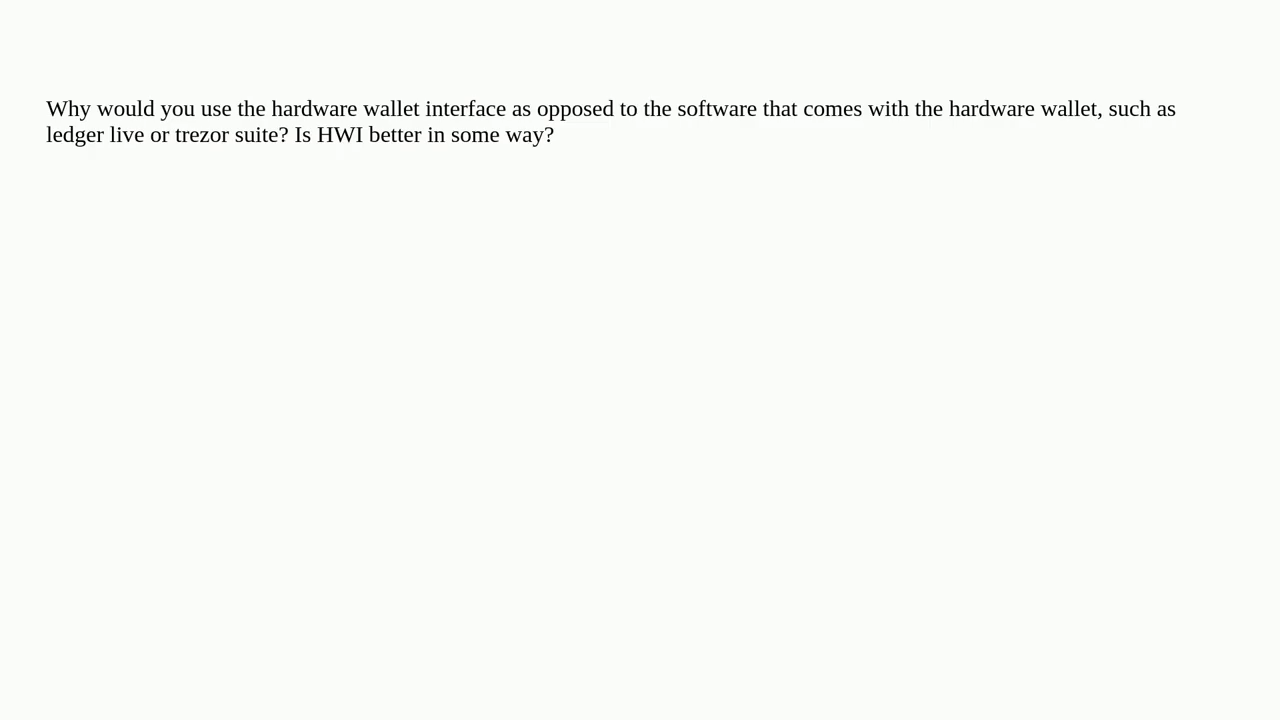 Why would you use the hardware wallet interface as opposed to the software that comes with the hardware wallet, such as
ledger live or trezor suite? Is HWI better in some way?